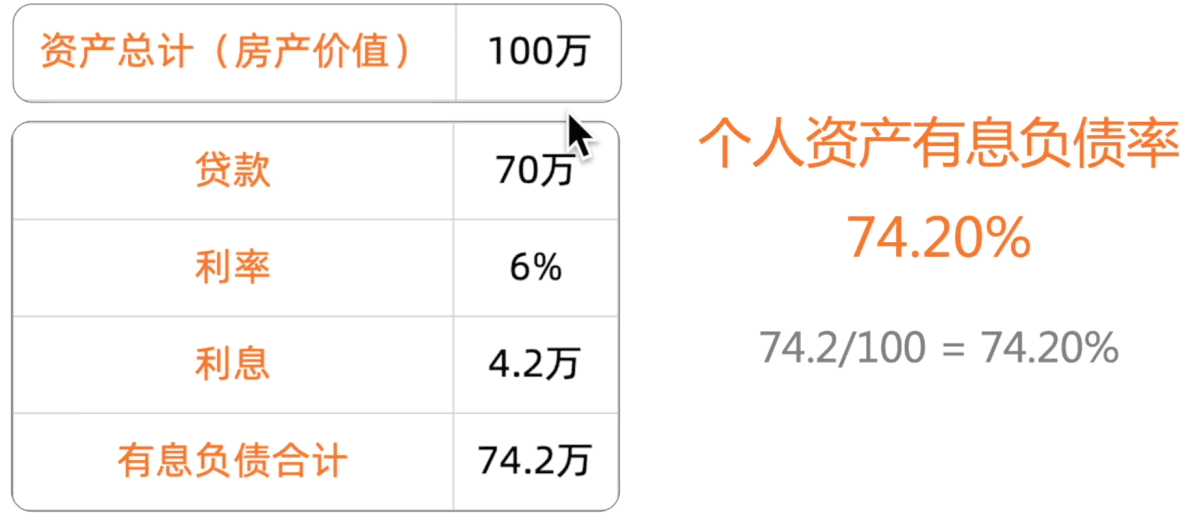 资产总计（房产价值） 100万
贷款 70万
利率 6%
利息 4.2万
有息负债合计 74.2万
个人资产有息负债率
74.20%
74.2/100 = 74.20%